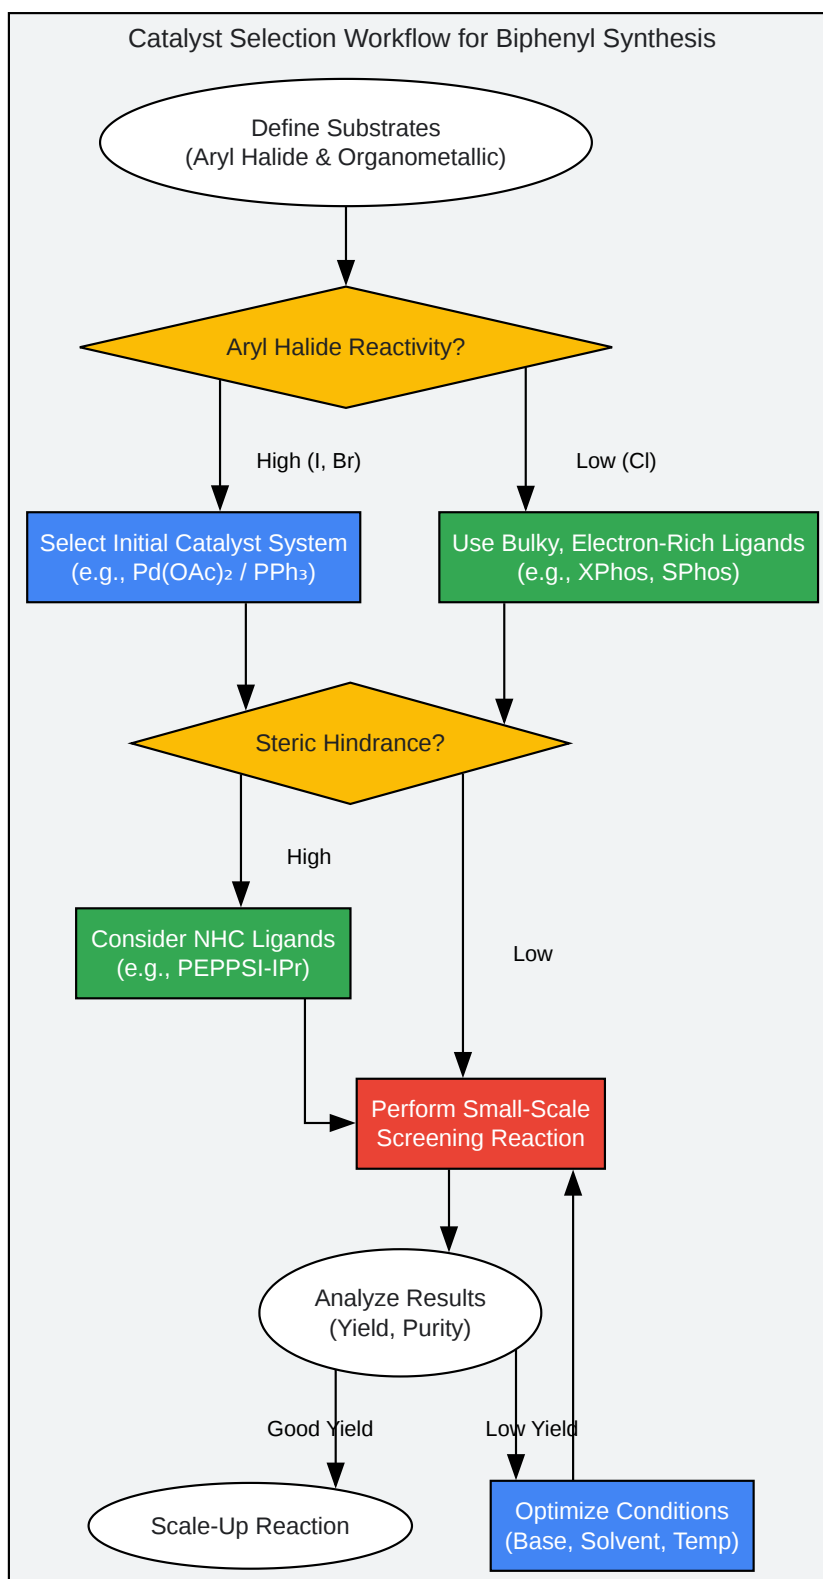 Catalyst Selection Workflow for Biphenyl Synthesis
Define Substrates
(Aryl Halide & Organometallic)
Aryl Halide Reactivity?
High (I, Br)
Low (Cl)
Select Initial Catalyst System
(e.g., Pd(OAc)₂ / PPh₃)
Use Bulky, Electron-Rich Ligands
(e.g., XPhos, SPhos)
Steric Hindrance?
High
Consider NHC Ligands
(e.g., PEPPSI-IPr)
Low
Perform Small-Scale
Screening Reaction
Analyze Results
(Yield, Purity)
Good Yield
Low Yield
Scale-Up Reaction
Optimize Conditions
(Base, Solvent, Temp)